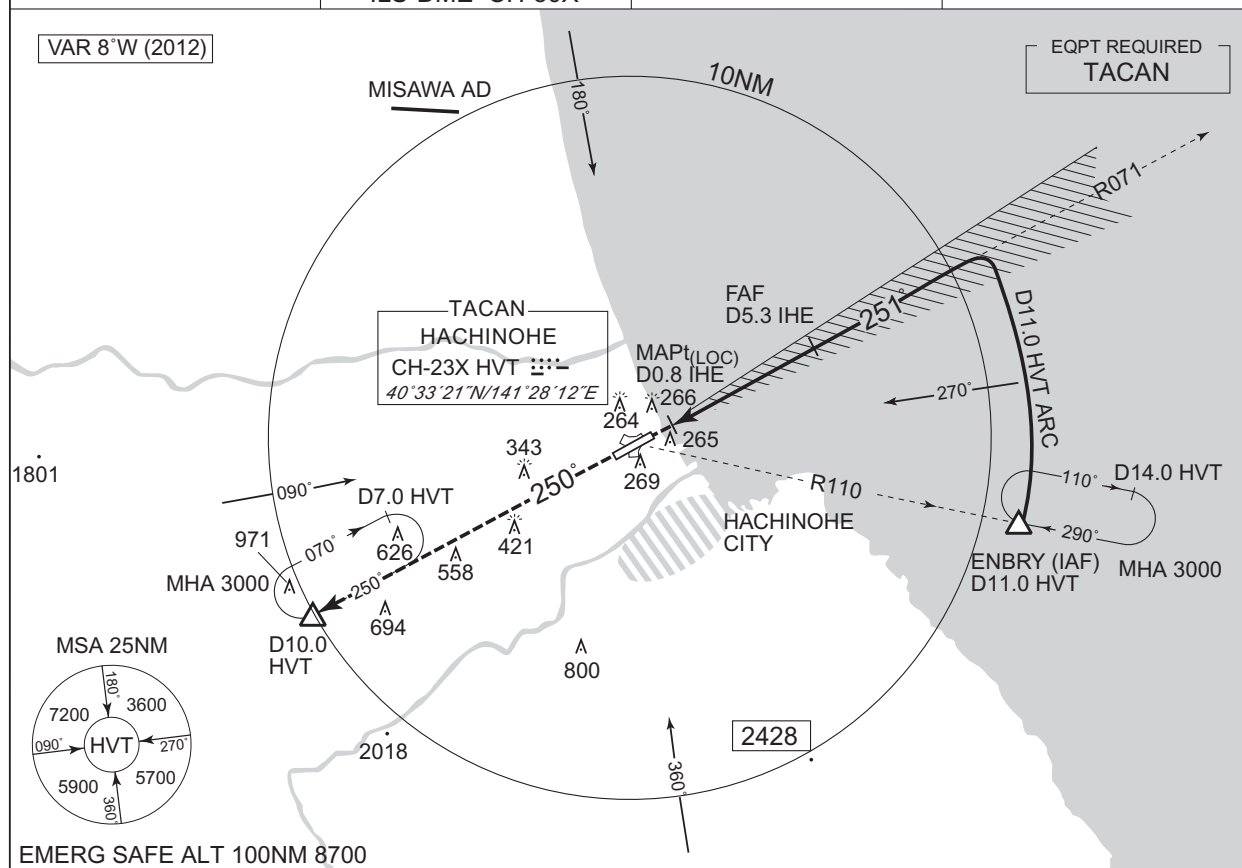 VAR 8˚W (2012)
EQPT REQUIRED
TACAN
MISAWA AD
10NM
180˚
R071
TACAN
HACHINOHE
CH-23X HVT
40˚33´21˝N/141˚28´12˝E
FAF
D5.3 IHE
251˚
D11.0 HVT ARC
MAPt(LOC)
D0.8 IHE
266
264
265
269
270˚
343
1801
090˚
D7.0 HVT
250˚
R110
110˚
D14.0 HVT
HACHINOHE
CITY
290˚
971
070˚
626
421
558
ENBRY (IAF)
D11.0 HVT
MHA 3000
MHA 3000
250˚
694
D10.0
HVT
800
MSA 25NM
180˚
7200
3600
090˚
HVT
270˚
5900
5700
360˚
2018
2428
360˚
EMERG SAFE ALT 100NM 8700